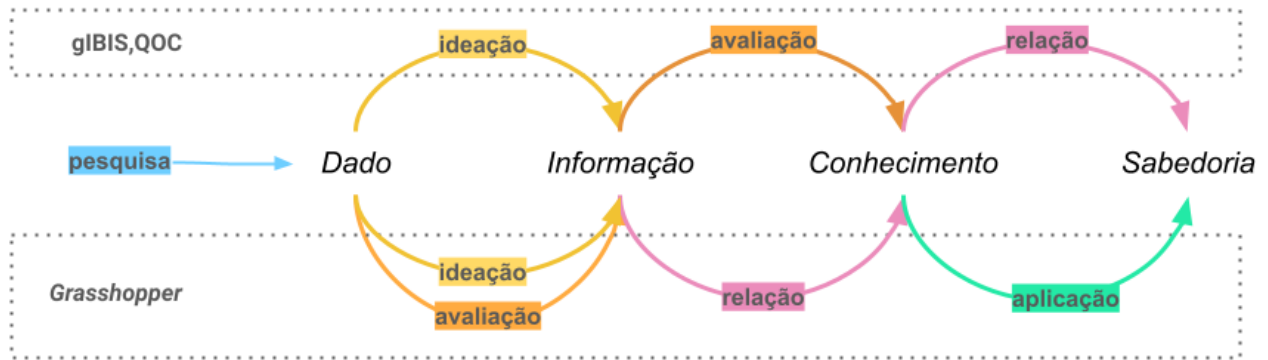 gIBIS,QOC
ideação
avaliação
relação
pesquisa
Dado
Informação
Conhecimento
Sabedoria
Grasshopper
ideação
avaliação
relação
aplicação